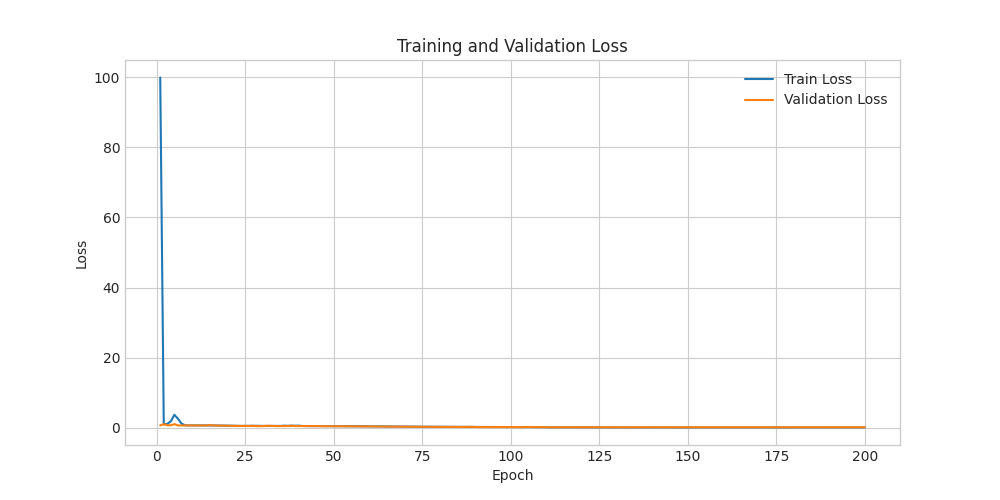 Training and Validation Loss
Train Loss
Validation Loss
100
80
60
40
20
0
Loss
0 25 50 75 100 125 150 175 200
Epoch